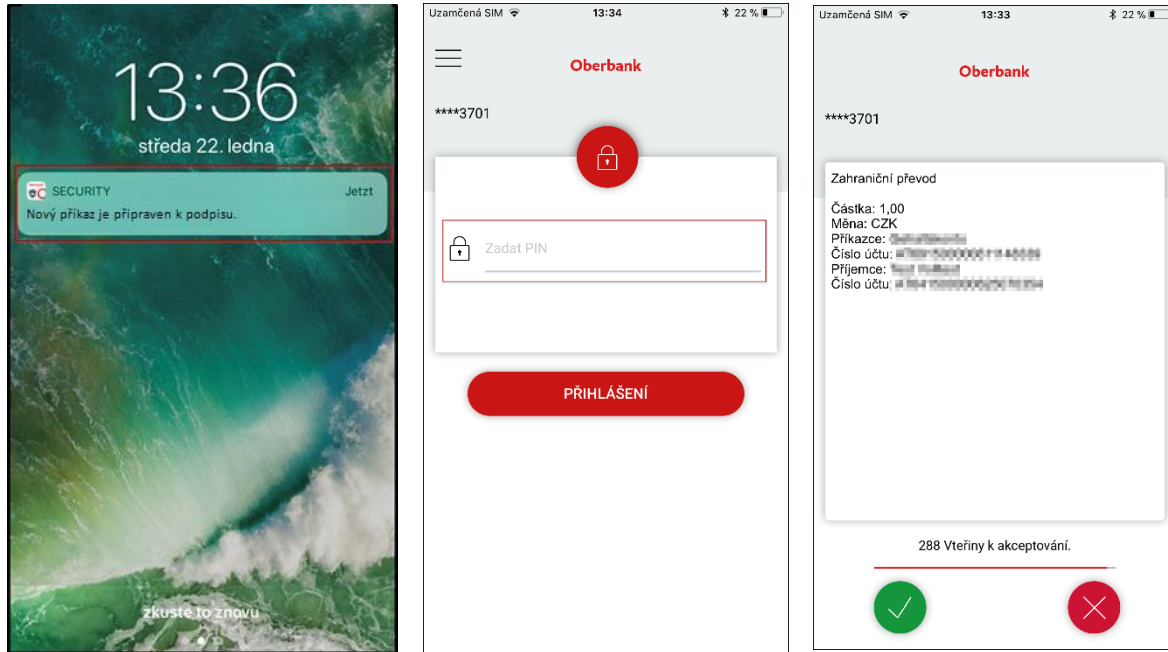 13:36
středa 22. ledna
SECURITY Jetzt
Nový příkaz je připraven k podpisu.
zkuste to znovu
Uzamčená SIM 13:34 22 %
Oberbank
****3701
Zadat PIN
PŘIHLÁŠENÍ
Uzamčená SIM 13:33 22 %
Oberbank
****3701
Zahraniční převod
Částka: 1,00
Měna: CZK
Příkazce:
Číslo účtu:
Příjemce:
Číslo účtu:
288 Vteřiny k akceptování.